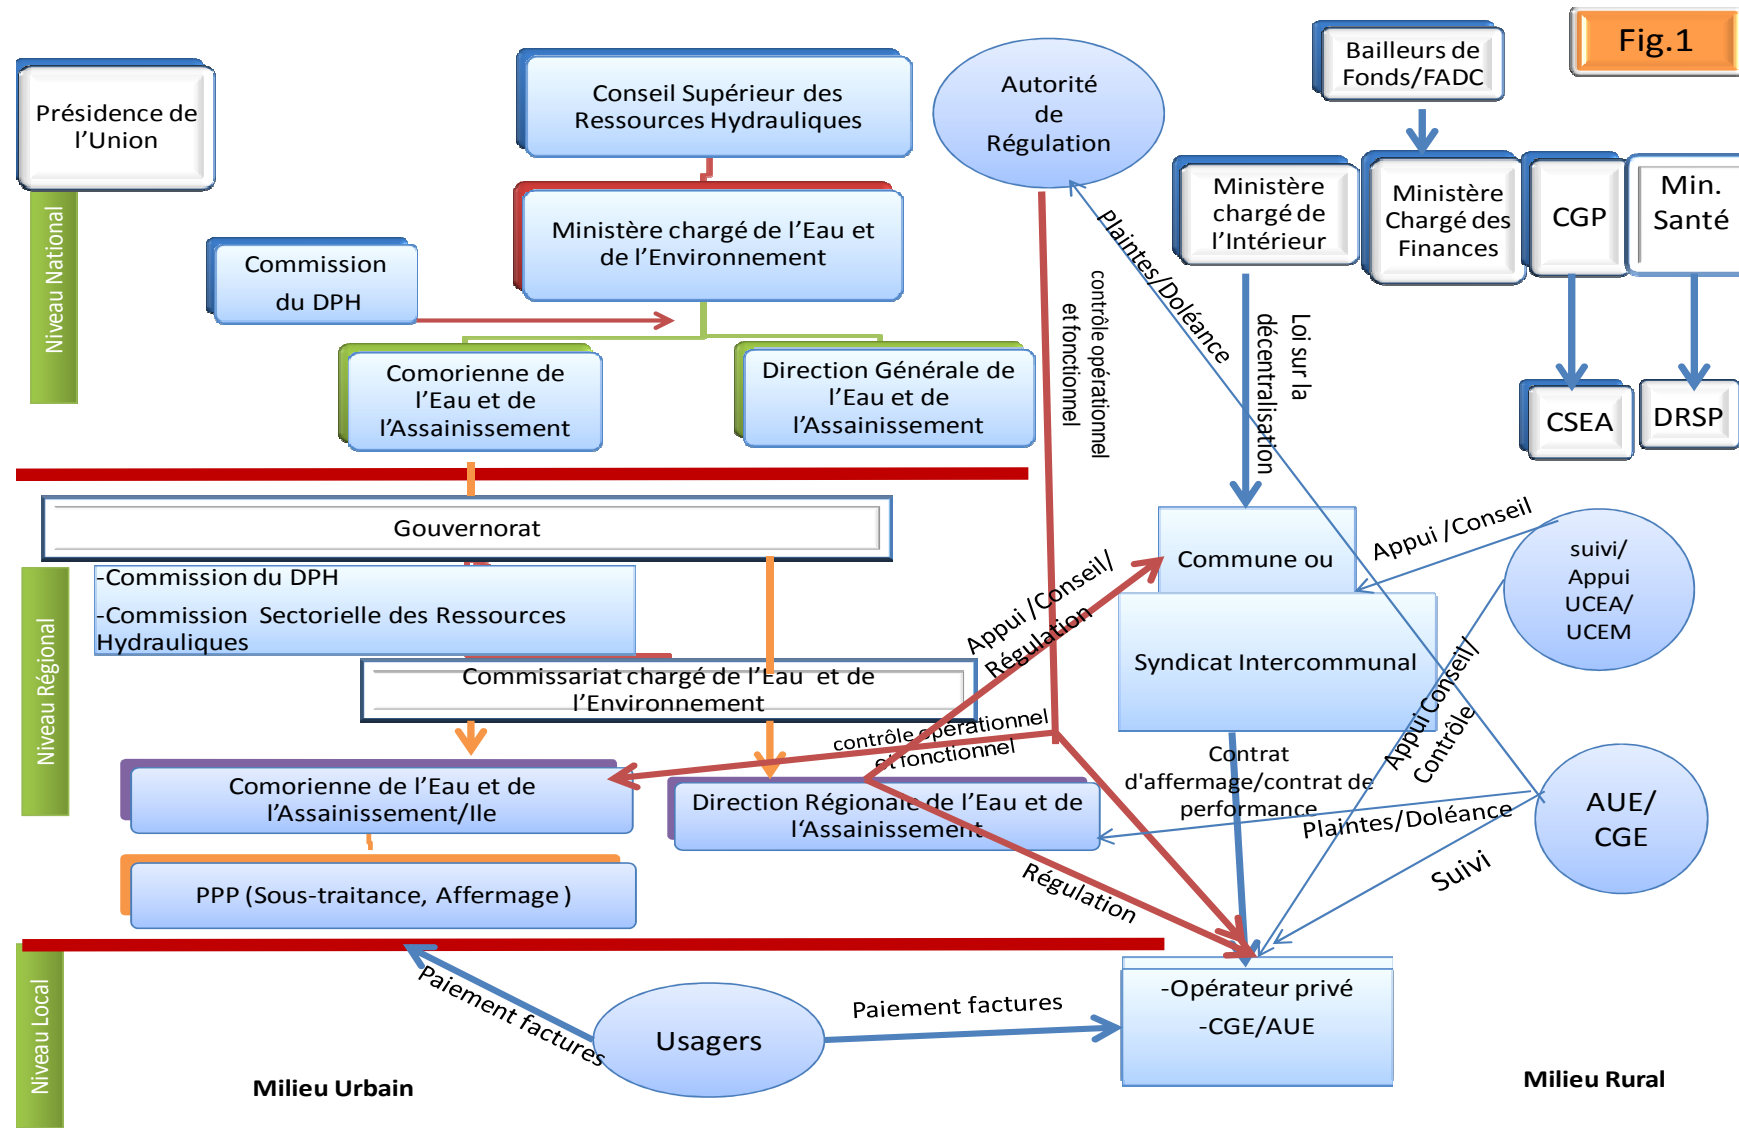 Fig.1
Présidence de
l’Union
Conseil Supérieur des
Ressources Hydrauliques
Autorité
de
Régulation
Bailleurs de
Fonds/FADC
Ministère
chargé de
l’Intérieur
Ministère
Chargé des
Finances
CGP
Min.
Santé
Niveau National
Ministère chargé de l’Eau et
de l’Environnement
Commission
du DPH
Comorienne de
l’Eau et de
l’Assainissement
Direction Générale de
l’Eau et de
l’Assainissement
Plaintes/Doléance
contrôle opérationnel
et fonctionnel
Loi sur la
décentralisation
CSEA
DRSP
Gouvernorat
Niveau Régional
-Commission du DPH
-Commission Sectorielle des Ressources
Hydrauliques
Commissariat chargé de l’Eau et de
l’Environnement
Appui /Conseil/
Régulation
Commune ou
Syndicat Intercommunal
Appui /Conseil
suivi/
Appui
UCEA/
UCEM
Appui Conseil/
Contrôle
contrôle opérationnel
et fonctionnel
Contrat
d'affermage/contrat de
performance
Comorienne de l’Eau et de
l’Assainissement/Ile
Direction Régionale de l’Eau et de
l‘Assainissement
Plaintes/Doléance
AUE/
CGE
Suivi
Régulation
PPP (Sous-traitance, Affermage )
Niveau Local
Paiement factures
Usagers
Paiement factures
-Opérateur privé
-CGE/AUE
Milieu Urbain
Milieu Rural